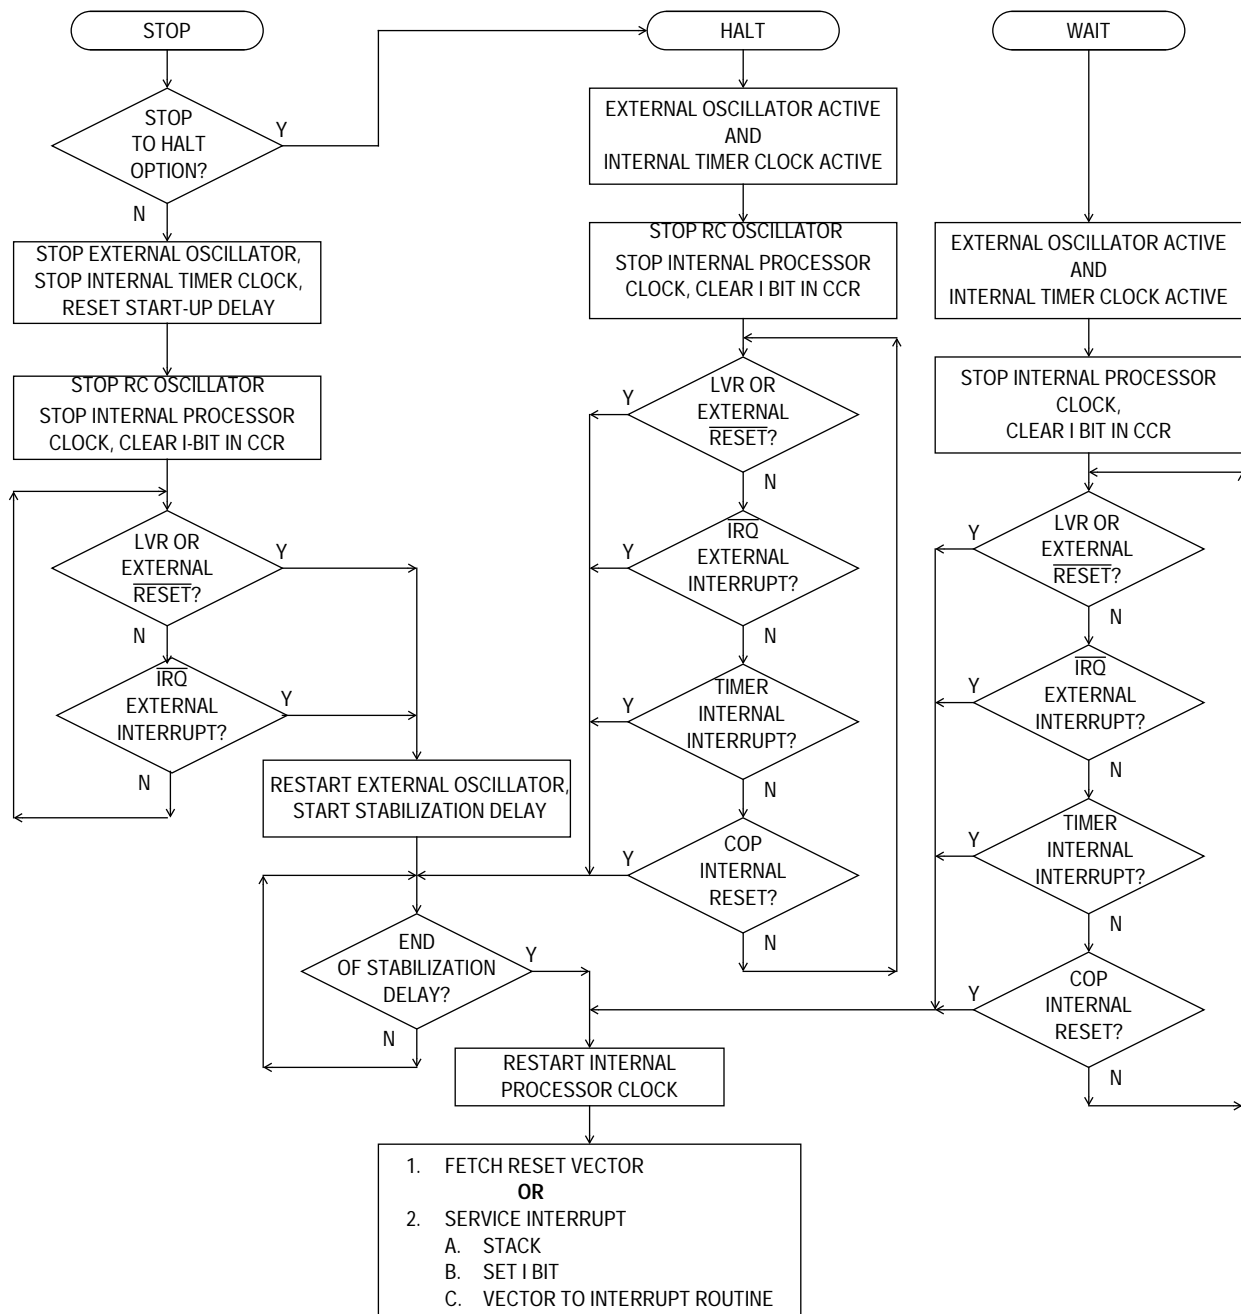 STOP
STOP
TO HALT
OPTION?
Y
N
STOP EXTERNAL OSCILLATOR,
STOP INTERNAL TIMER CLOCK,
RESET START-UP DELAY
STOP RC OSCILLATOR
STOP INTERNAL PROCESSOR
CLOCK, CLEAR I-BIT IN CCR
LVR OR
EXTERNAL
RESET?
Y
N
IRQ
EXTERNAL
INTERRUPT?
Y
N
RESTART EXTERNAL OSCILLATOR,
START STABILIZATION DELAY
END
OF STABILIZATION
DELAY?
Y
N
HALT
EXTERNAL OSCILLATOR ACTIVE
AND
INTERNAL TIMER CLOCK ACTIVE
STOP RC OSCILLATOR
STOP INTERNAL PROCESSOR
CLOCK, CLEAR I BIT IN CCR
Y
LVR OR
EXTERNAL
RESET?
N
Y
IRQ
EXTERNAL
INTERRUPT?
N
Y
TIMER
INTERNAL
INTERRUPT?
N
Y
COP
INTERNAL
RESET?
N
WAIT
EXTERNAL OSCILLATOR ACTIVE
AND
INTERNAL TIMER CLOCK ACTIVE
STOP INTERNAL PROCESSOR
CLOCK,
CLEAR I BIT IN CCR
Y
LVR OR
EXTERNAL
RESET?
N
Y
IRQ
EXTERNAL
INTERRUPT?
N
Y
TIMER
INTERNAL
INTERRUPT?
N
Y
COP
INTERNAL
RESET?
N
RESTART INTERNAL
PROCESSOR CLOCK
1. FETCH RESET VECTOR
OR
2. SERVICE INTERRUPT
A. STACK
B. SET I BIT
C. VECTOR TO INTERRUPT ROUTINE